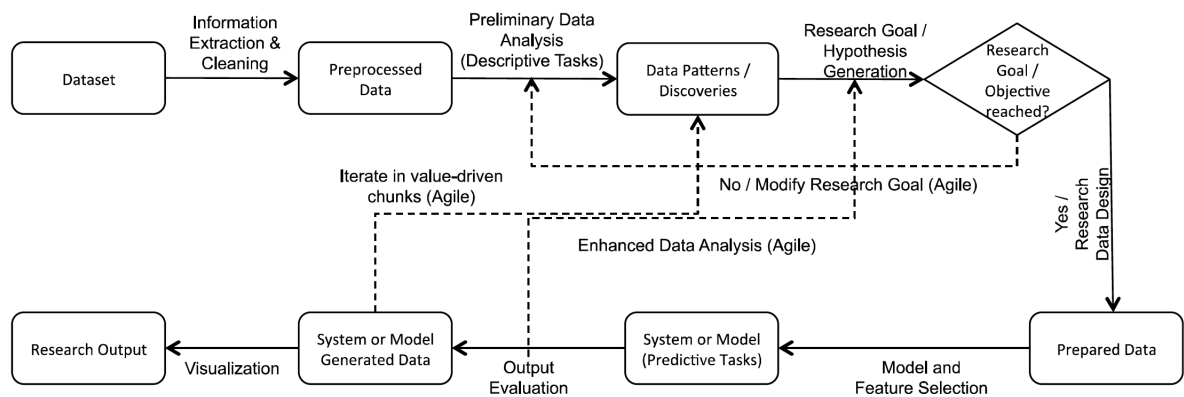 Information
Extraction &
Cleaning
Preliminary Data
Analysis
(Descriptive Tasks)
Research Goal /
Hypothesis
Generation
Dataset
Preprocessed
Data
Data Patterns /
Discoveries
Research
Goal /
Objective
reached?
Iterate in value-driven
chunks (Agile)
No / Modify Research Goal (Agile)
Yes /
Research
Data Design
Enhanced Data Analysis (Agile)
Research Output
System or Model
Generated Data
System or Model
(Predictive Tasks)
Prepared Data
Visualization
Output
Evaluation
Model and
Feature Selection